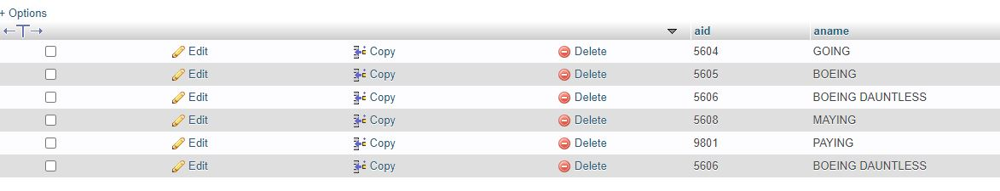 + Options
←T→ aid aname
Edit Copy Delete 5604 GOING
Edit Copy Delete 5605 BOEING
Edit Copy Delete 5606 BOEING DAUNTLESS
Edit Copy Delete 5608 MAYING
Edit Copy Delete 9801 PAYING
Edit Copy Delete 5606 BOEING DAUNTLESS